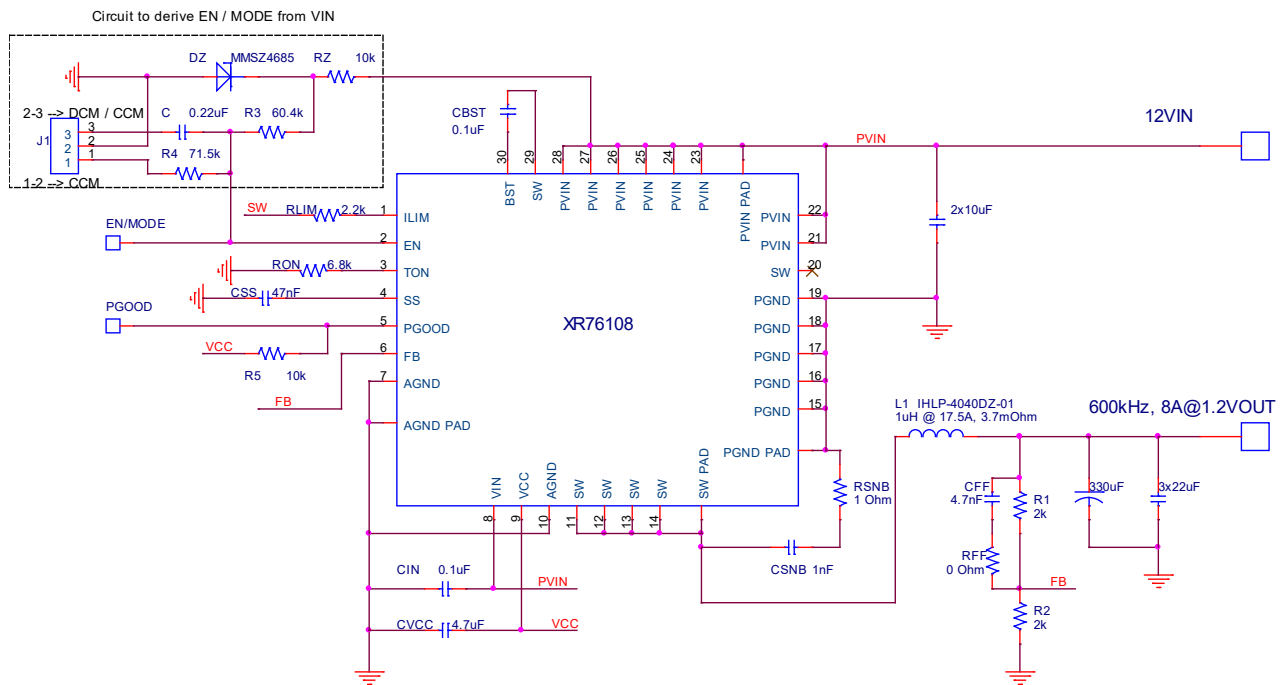 Circuit to derive EN / MODE from VIN
DZ MMSZ4685 RZ 10k
2-3 --> DCM / CCM
C 0.22uF R3 60.4k
J1
3 3
2 2
1 1
R4 71.5k
1-2 --> CCM
CBST
0.1uF
12VIN
PVIN
30 29 28 27 26 25 24 23
BST SW PVIN PVIN PVIN PVIN PVIN PVIN PVIN PAD
SW RLIM 2.2k 1 ILIM
EN/MODE
2 EN
RON 6.8k 3 TON
CSS 47nF 4 SS
PGOOD
5 PGOOD
VCC
R5 10k
6 FB
FB
7 AGND
AGND PAD
XR76108
PVIN 22
PVIN 21
SW 20
PGND 19
PGND 18
PGND 17
PGND 16
PGND 15
PGND PAD
2x10uF
L1 IHLP-4040DZ-01
1uH @ 17.5A, 3.7mOhm
600kHz, 8A@1.2VOUT
VIN VCC AGND SW SW SW SW SW PAD
8 9 10 11 12 13 14
RSNB
1 Ohm
CSNB 1nF
CFF
4.7nF
R1
2k
330uF
3x22uF
RFF
0 Ohm
FB
R2
2k
CIN 0.1uF PVIN
CVCC 4.7uF VCC